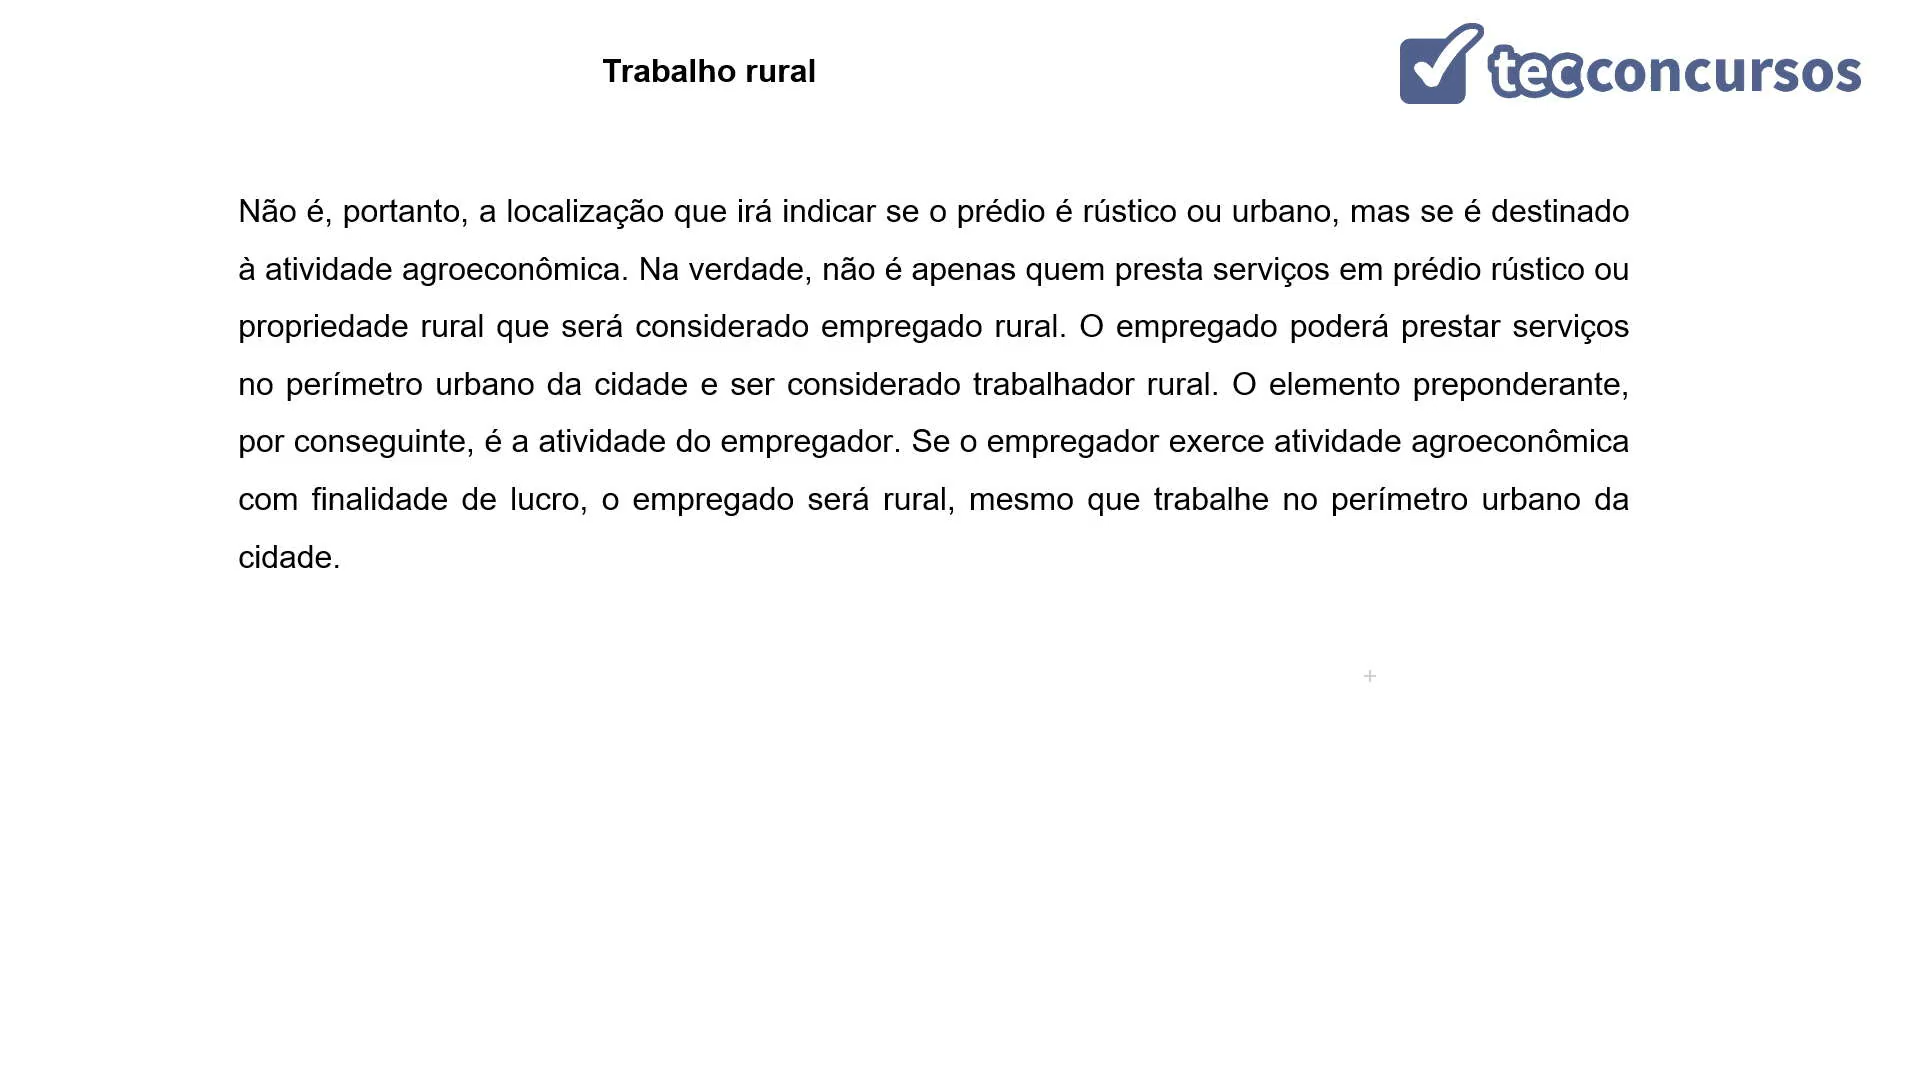 Trabalho rural
tecconcursos
Não é, portanto, a localização que irá indicar se o prédio é rústico ou urbano, mas se é destinado
à atividade agroeconômica. Na verdade, não é apenas quem presta serviços em prédio rústico ou
propriedade rural que será considerado empregado rural. O empregado poderá prestar serviços
no perímetro urbano da cidade e ser considerado trabalhador rural. O elemento preponderante,
por conseguinte, é a atividade do empregador. Se o empregador exerce atividade agroeconômica
com finalidade de lucro, o empregado será rural, mesmo que trabalhe no perímetro urbano da
cidade.